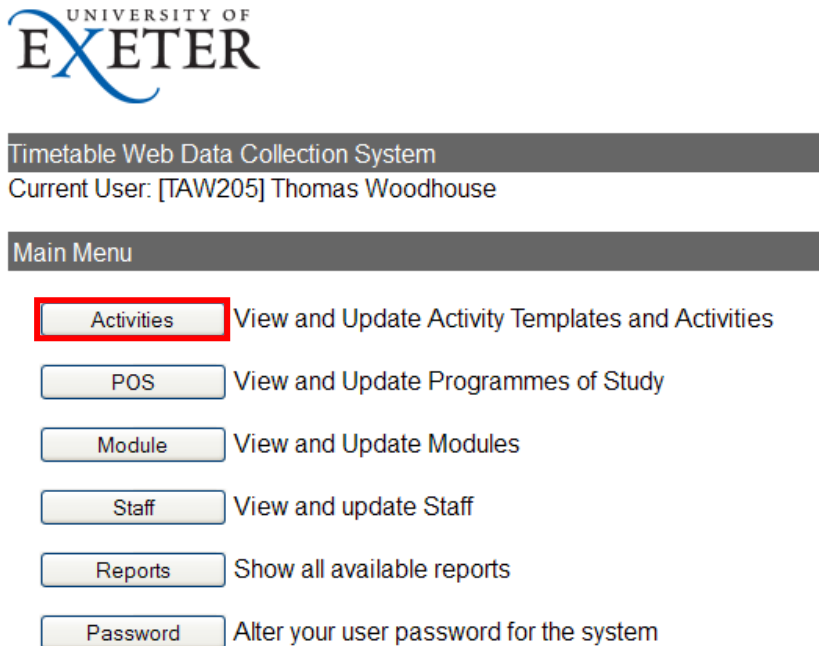 UNIVERSITY OF
EXETER
Timetable Web Data Collection System
Current User: [TAW205] Thomas Woodhouse
Main Menu
Activities View and Update Activity Templates and Activities
POS View and Update Programmes of Study
Module View and Update Modules
Staff View and update Staff
Reports Show all available reports
Password Alter your user password for the system